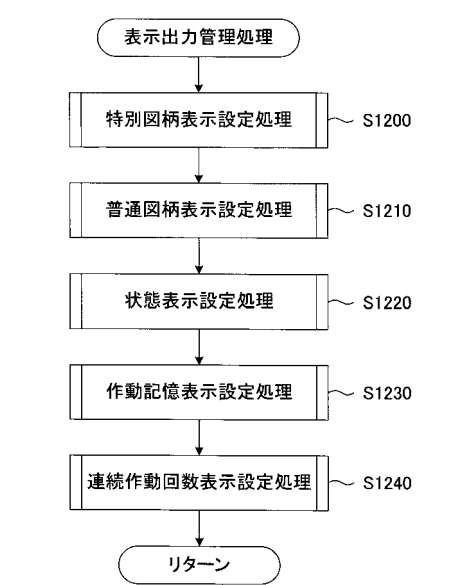 表示出力管理処理
特別図柄表示設定処理
S1200
普通図柄表示設定処理
S1210
状態表示設定処理
S1220
作動記憶表示設定処理
S1230
連続作動回数表示設定処理
S1240
リターン